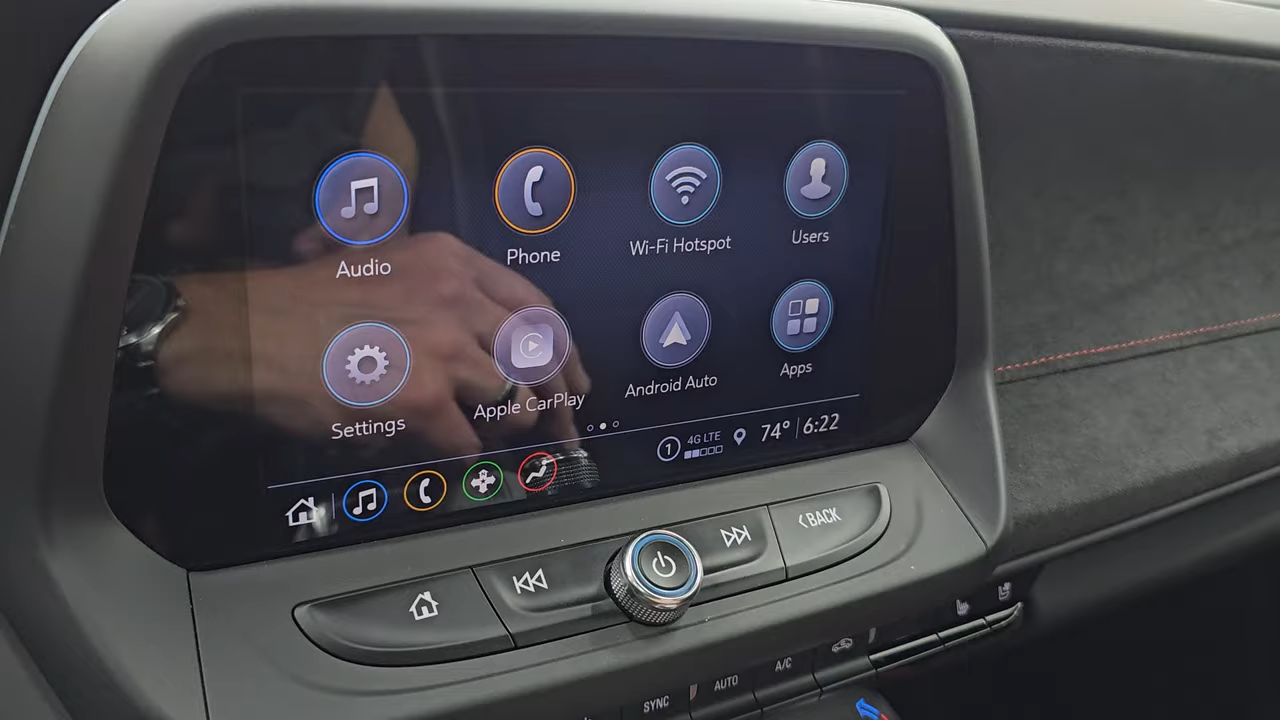 Audio
Phone
Wi-Fi Hotspot
Users
Settings
Apple CarPlay
Android Auto
Apps
1
4G LTE
74° 6:22
BACK
SYNC
AUTO
A/C